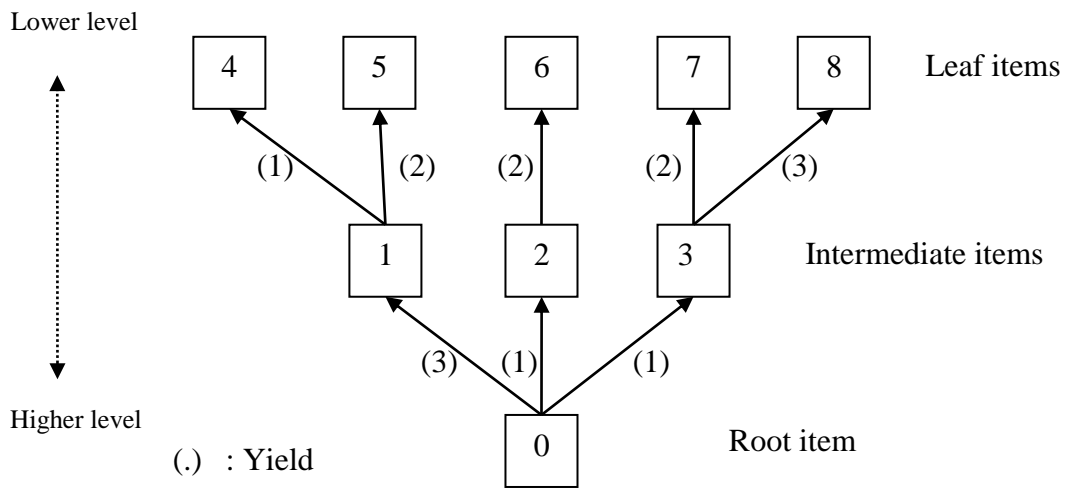 Lower level
4 5 6 7 8 Leaf items
(1) (2) (2) (2) (3)
1 2 3 Intermediate items
(3) (1) (1)
Higher level
0 Root item
(.) : Yield